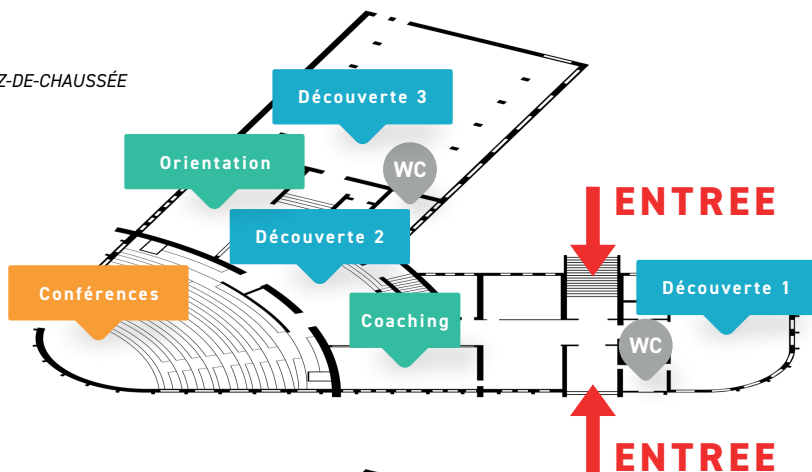 Z-DE-CHAUSSÉE
Découverte 3
Orientation
WC
ENTREE
Découverte 2
Conférences
Découverte 1
Coaching
WC
ENTREE